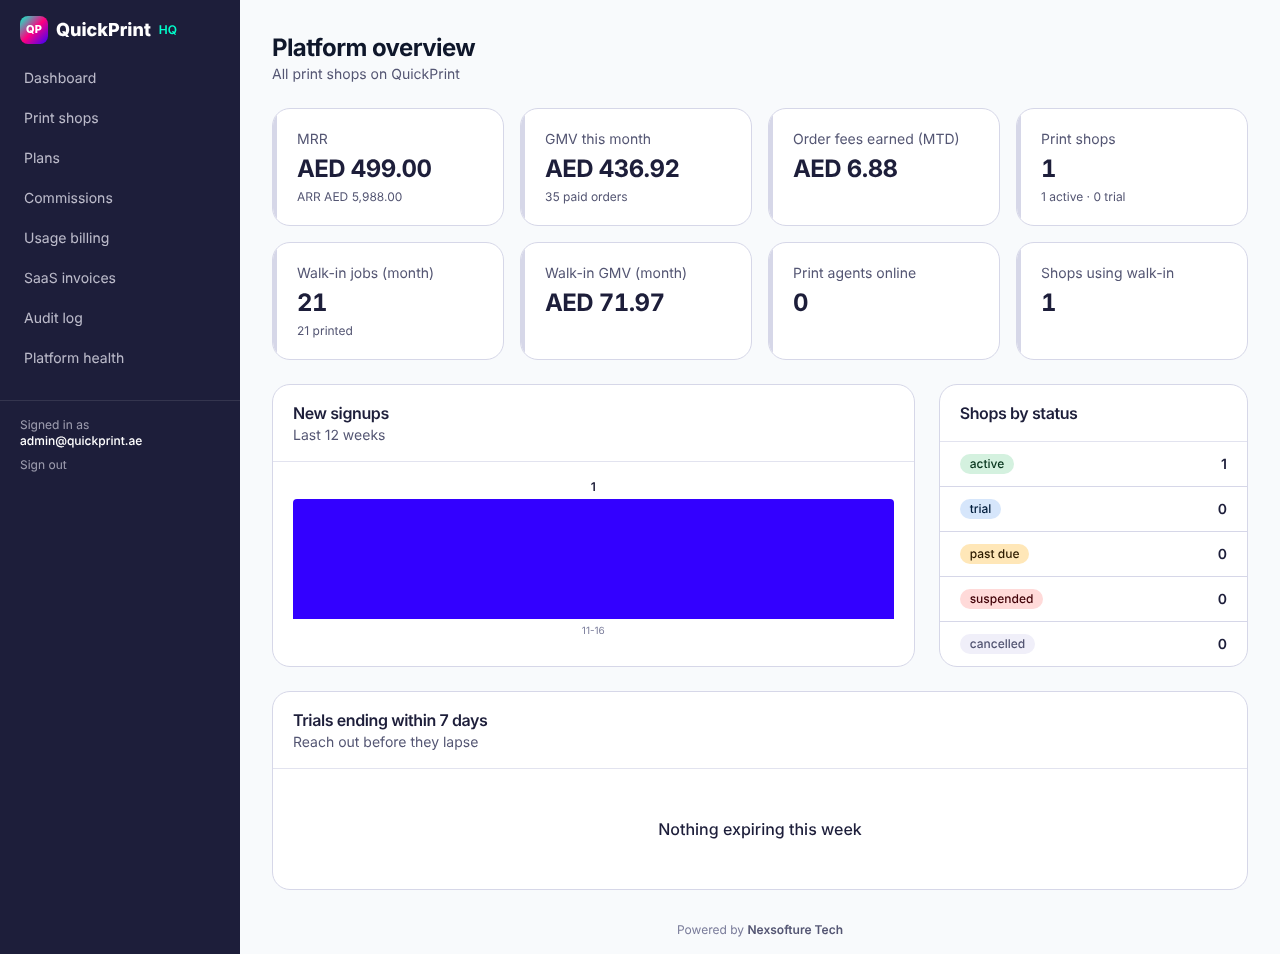 QP QuickPrint HQ
Dashboard
Print shops
Plans
Commissions
Usage billing
SaaS invoices
Audit log
Platform health
Signed in as
admin@quickprint.ae
Sign out
Platform overview
All print shops on QuickPrint
MRR
AED 499.00
ARR AED 5,988.00
GMV this month
AED 436.92
35 paid orders
Order fees earned (MTD)
AED 6.88
Print shops
1
1 active · 0 trial
Walk-in jobs (month)
21
21 printed
Walk-in GMV (month)
AED 71.97
Print agents online
0
Shops using walk-in
1
New signups
Last 12 weeks
1
11-16
Shops by status
active 1
trial 0
past due 0
suspended 0
cancelled 0
Trials ending within 7 days
Reach out before they lapse
Nothing expiring this week
Powered by Nexsofture Tech